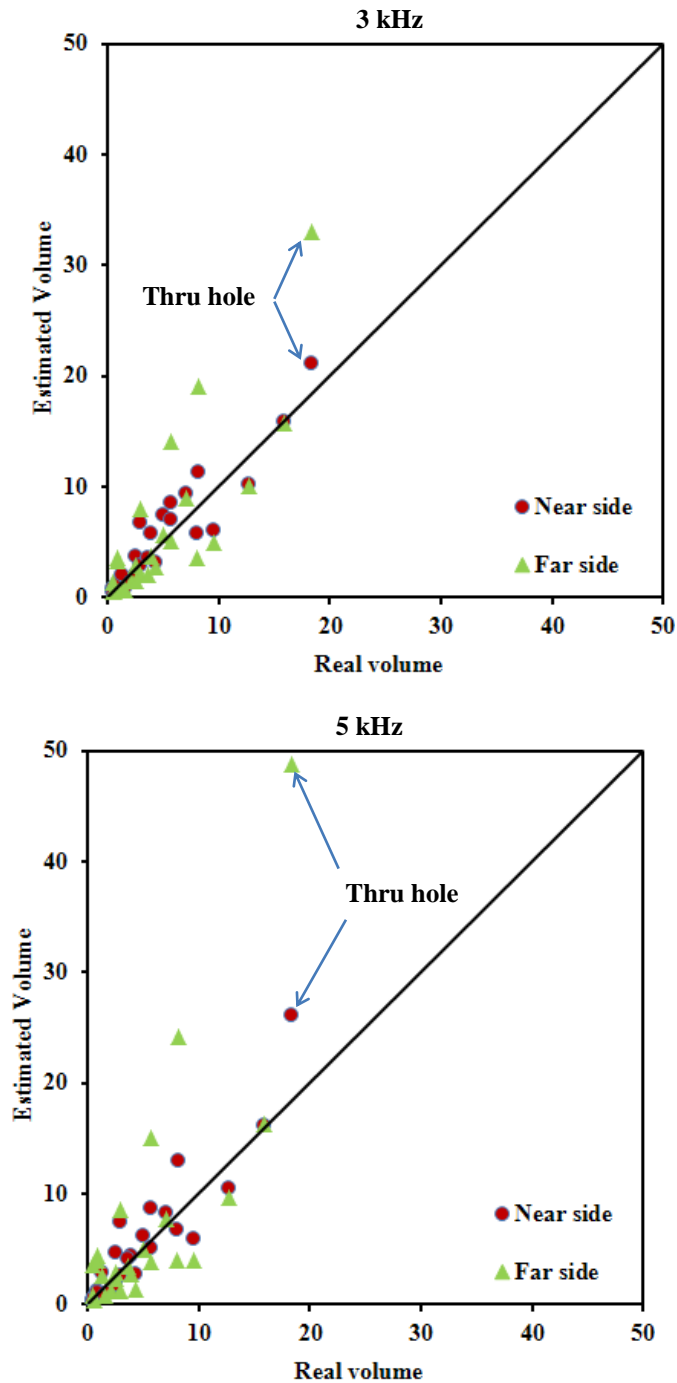 3 kHz
50
40
30
20
10
0
Estimated Volume
Thru hole
Near side
Far side
0 10 20 30 40 50
Real volume
5 kHz
50
40
30
20
10
0
Estimated Volume
Thru hole
Near side
Far side
0 10 20 30 40 50
Real volume